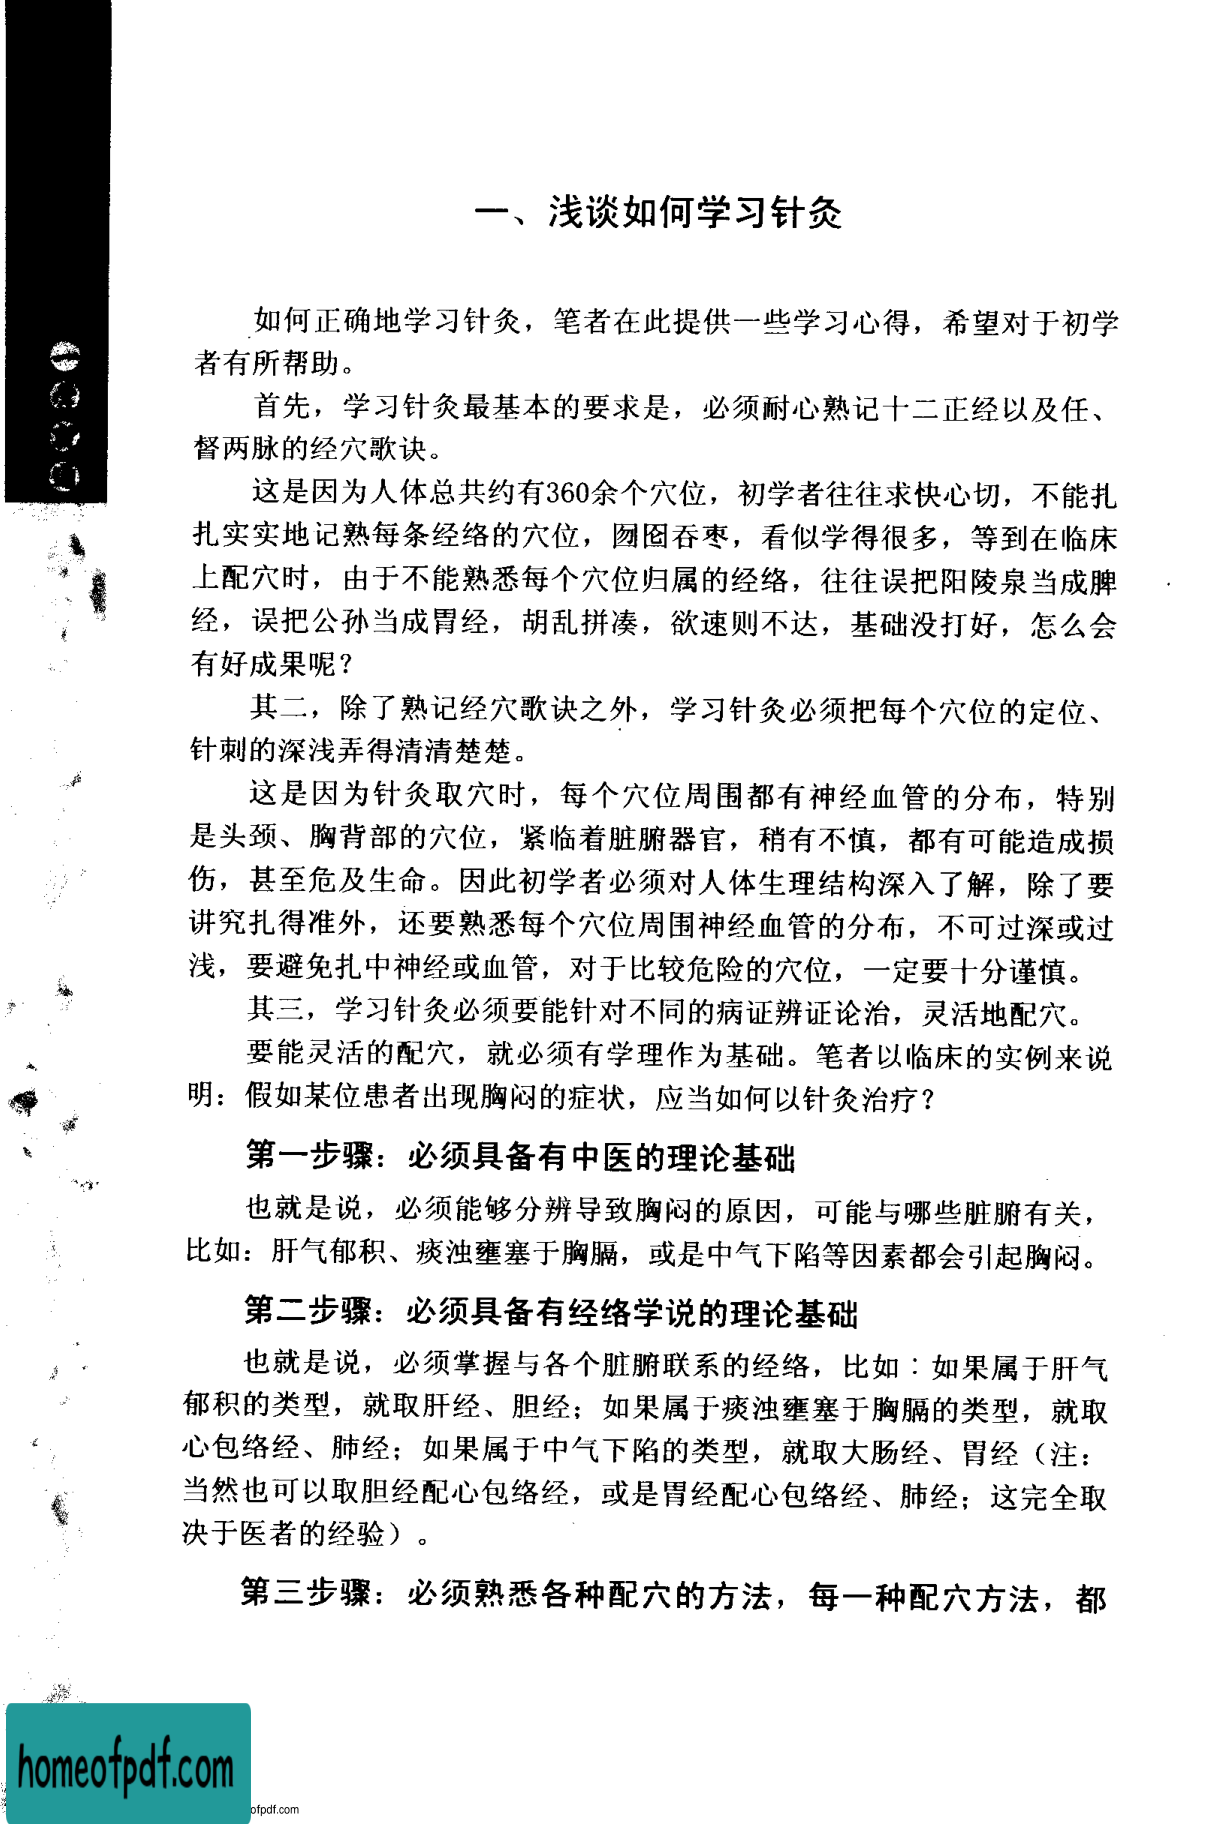 一、浅谈如何学习针灸
如何正确地学习针灸，笔者在此提供一些学习心得，希望对于初学
者有所帮助。
首先，学习针灸最基本的要求是，必须耐心熟记十二正经以及任、
督两脉的经穴歌诀。
这是因为人体总共约有360余个穴位，初学者往往求快心切，不能扎
扎实实地记熟每条经络的穴位，囫囵吞枣，看似学得很多，等到在临床
上配穴时，由于不能熟悉每个穴位归属的经络，往往误把阳陵泉当成脾
经，误把公孙当成胃经，胡乱拼凑，欲速则不达，基础没打好，怎么会
有好成果呢？
其二，除了熟记经穴歌诀之外，学习针灸必须把每个穴位的定位、
针刺的深浅弄得清清楚楚。
这是因为针灸取穴时，每个穴位周围都有神经血管的分布，特别
是头颈、胸背部的穴位，紧临着脏腑器官，稍有不慎，都有可能造成损
伤，甚至危及生命。因此初学者必须对人体生理结构深入了解，除了要
讲究扎得准外，还要熟悉每个穴位周围神经血管的分布，不可过深或过
浅，要避免扎中神经或血管，对于比较危险的穴位，一定要十分谨慎。
其三，学习针灸必须要能针对不同的病证辨证论治，灵活地配穴。
要能灵活的配穴，就必须有学理作为基础。笔者以临床的实例来说
明：假如某位患者出现胸闷的症状，应当如何以针灸治疗？
第一步骤：必须具备有中医的理论基础
也就是说，必须能够分辨导致胸闷的原因，可能与哪些脏腑有关，
比如：肝气郁积、痰浊壅塞于胸膈，或是中气下陷等因素都会引起胸闷。
第二步骤：必须具备有经络学说的理论基础
也就是说，必须掌握与各个脏腑联系的经络，比如：如果属于肝气
郁积的类型，就取肝经、胆经；如果属于痰浊壅塞于胸膈的类型，就取
心包络经、肺经；如果属于中气下陷的类型，就取大肠经、胃经（注：
当然也可以取胆经配心包络经，或是胃经配心包络经、肺经；这完全取
决于医者的经验）。
第三步骤：必须熟悉各种配穴的方法，每一种配穴方法，都
homeofpdf.com
ofpdf.com